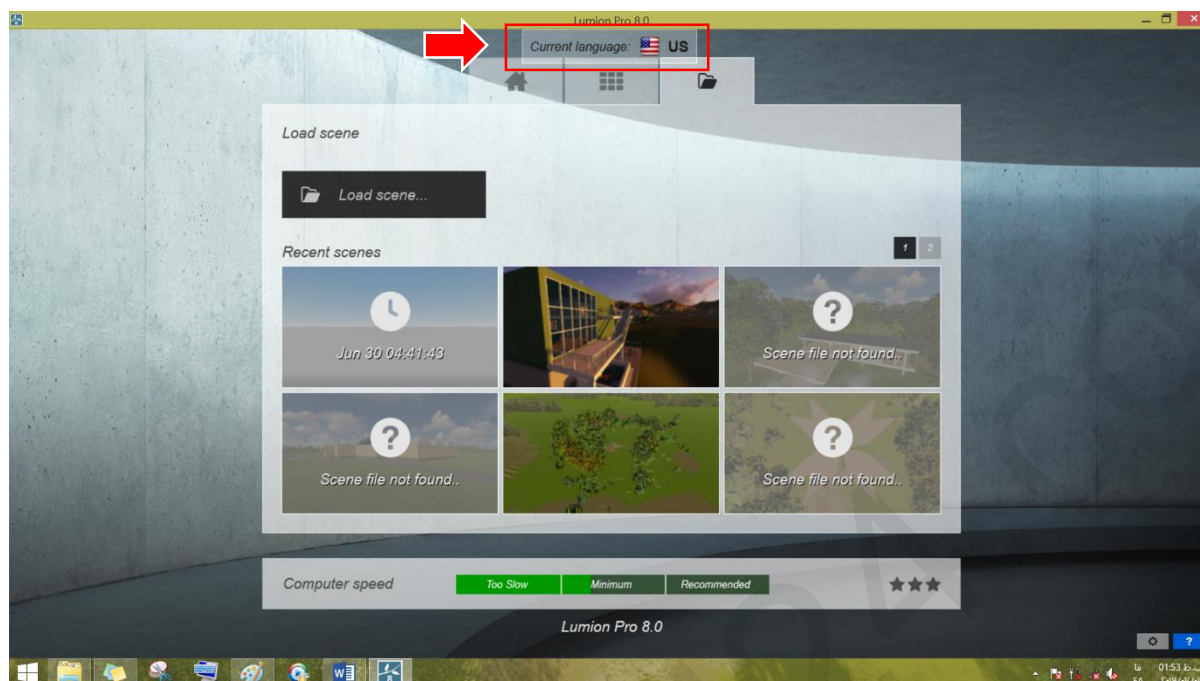 Lumion Pro 8.0
Current language: US
Load scene
Load scene...
Recent scenes
1 2
Jun 30 04:41:43
Scene file not found..
Scene file not found..
Scene file not found..
Computer speed
Too Slow Minimum Recommended
Lumion Pro 8.0
?
W
8
فا
01:53 ب.ظ